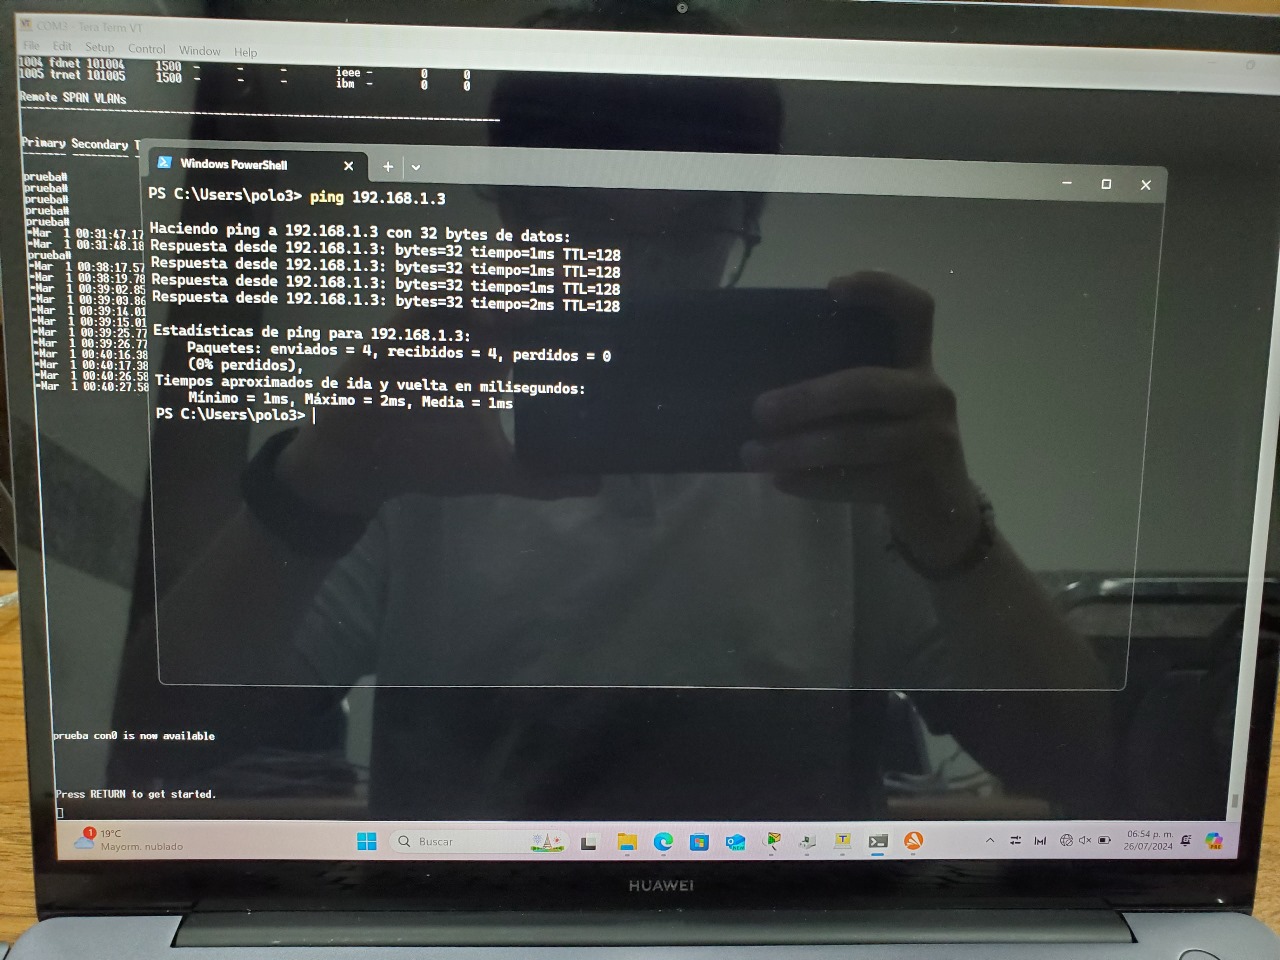 COM3 - Tera Term VT
File Edit Setup Control Window Help
1004 fdnet 101004 1500 - - - ieee - 0 0
1005 trnet 101005 1500 - - - ibm - 0 0
Remote SPAN VLANs
Primary Secondary T
prueba#
prueba#
prueba#
prueba#
prueba#
*Mar 1 00:31:47.17
*Mar 1 00:31:48.18
prueba#
*Mar 1 00:38:17.57
*Mar 1 00:38:19.78
*Mar 1 00:39:02.85
*Mar 1 00:39:03.86
*Mar 1 00:39:14.01
*Mar 1 00:39:15.01
*Mar 1 00:39:25.77
*Mar 1 00:39:26.77
*Mar 1 00:40:16.38
*Mar 1 00:40:17.38
*Mar 1 00:40:26.58
*Mar 1 00:40:27.58
Windows PowerShell
PS C:\Users\polo3> ping 192.168.1.3
Haciendo ping a 192.168.1.3 con 32 bytes de datos:
Respuesta desde 192.168.1.3: bytes=32 tiempo=1ms TTL=128
Respuesta desde 192.168.1.3: bytes=32 tiempo=1ms TTL=128
Respuesta desde 192.168.1.3: bytes=32 tiempo=1ms TTL=128
Respuesta desde 192.168.1.3: bytes=32 tiempo=2ms TTL=128
Estadísticas de ping para 192.168.1.3:
Paquetes: enviados = 4, recibidos = 4, perdidos = 0
(0% perdidos),
Tiempos aproximados de ida y vuelta en milisegundos:
Mínimo = 1ms, Máximo = 2ms, Media = 1ms
PS C:\Users\polo3>
prueba con0 is now available
Press RETURN to get started.
1
19°C
Mayorm. nublado
Buscar
06:54 p. m.
26/07/2024
HUAWEI